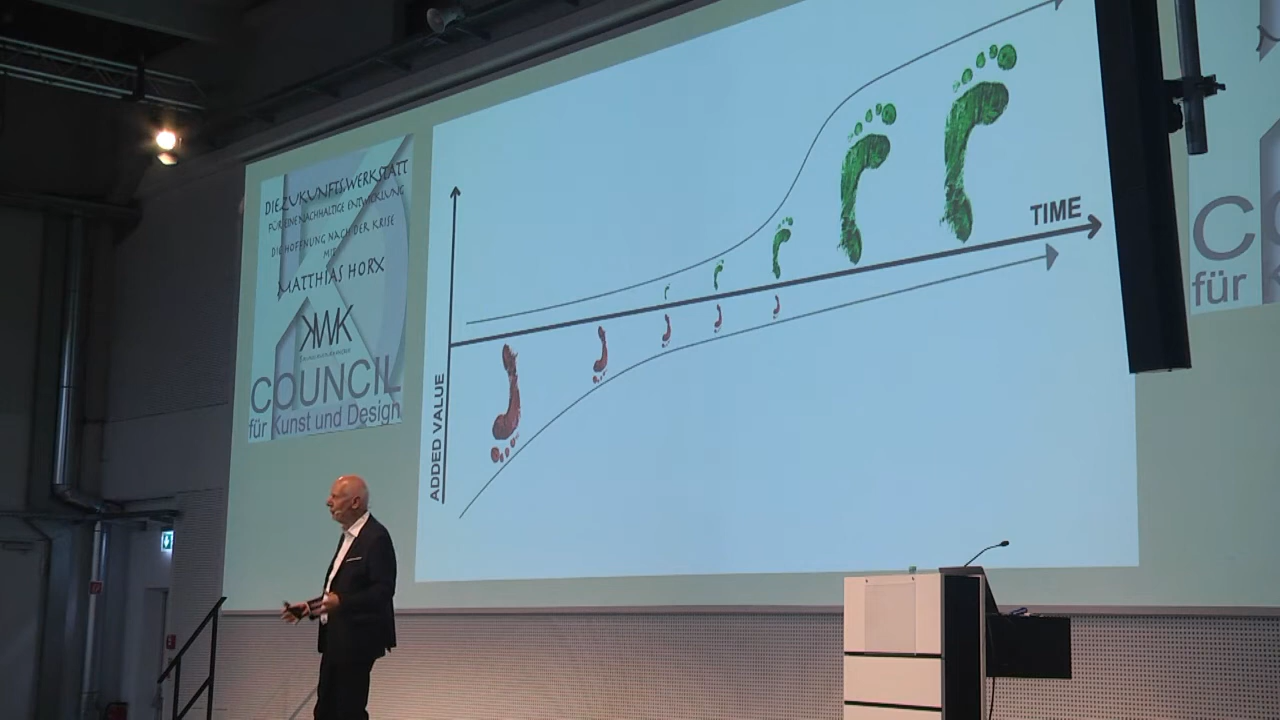 DIE ZUKUNFTSWERKSTATT
FÜR EINE NACHHALTIGE ENTWICKLUNG
DIE HOFFNUNG NACH DER KRISE
MIT
MATTHIAS HORX
KWK
COUNCIL
für Kunst und Design
ADDED VALUE
TIME
C
für